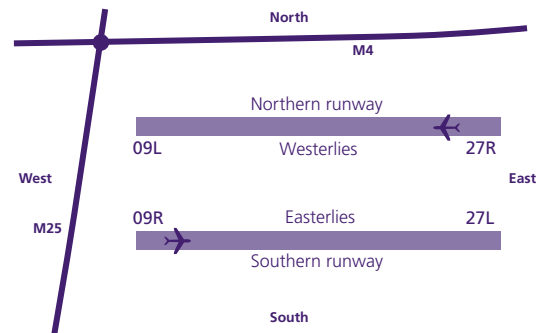 North
M4
Northern runway
09L Westerlies 27R
West
East
09R Easterlies 27L
M25
Southern runway
South